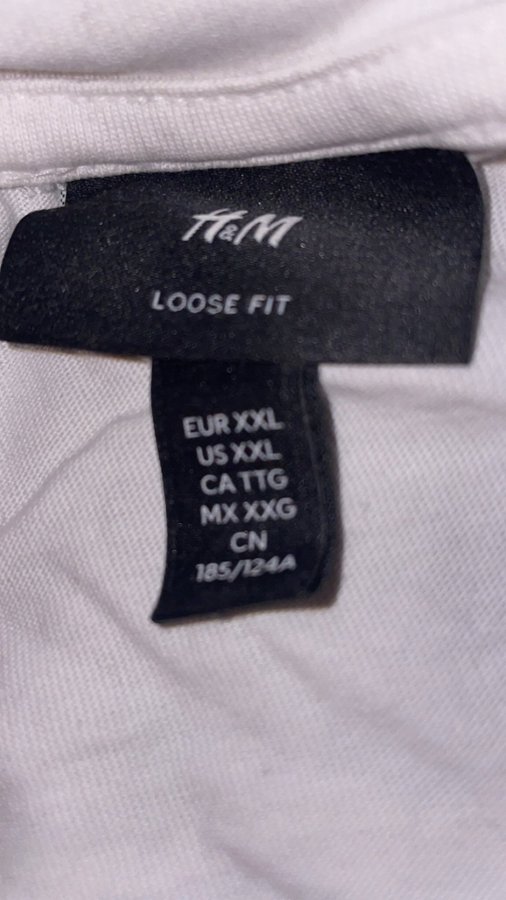 H&M
LOOSE FIT
EUR XXL
US XXL
CA TTG
MX XXG
CN
185/124A